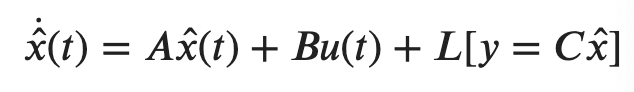 ẋ̂(t) = Ax̂(t) + Bu(t) + L[y = Cx̂]